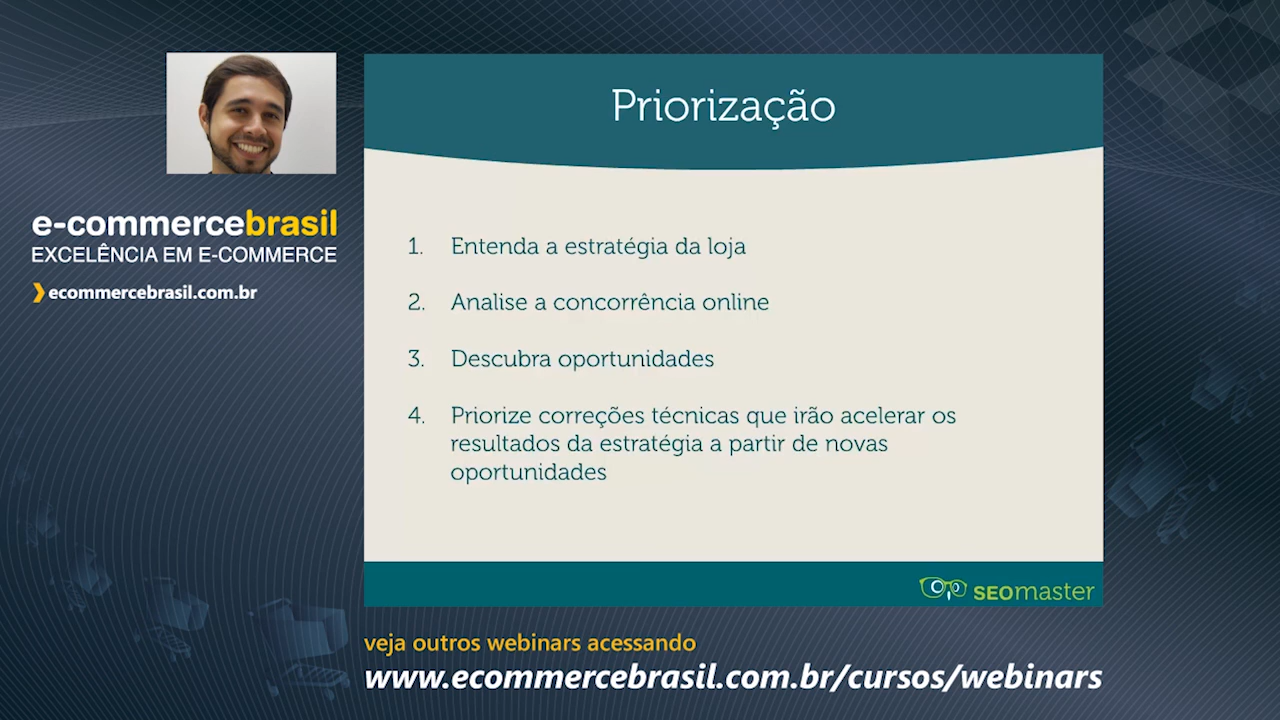 e-commercebrasil
EXCELÊNCIA EM E-COMMERCE
ecommercebrasil.com.br
Priorização
1. Entenda a estratégia da loja
2. Analise a concorrência online
3. Descubra oportunidades
4. Priorize correções técnicas que irão acelerar os
resultados da estratégia a partir de novas
oportunidades
SEOmaster
veja outros webinars acessando
www.ecommercebrasil.com.br/cursos/webinars